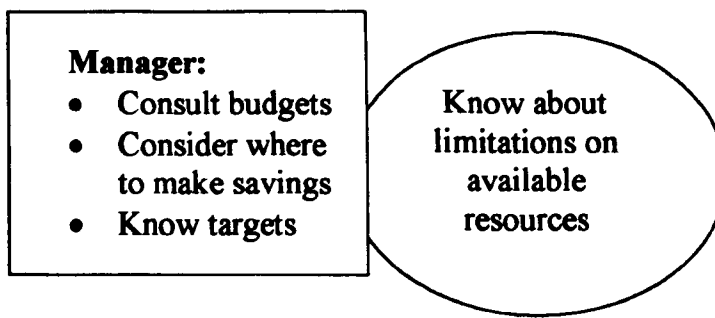 Manager:
• Consult budgets
• Consider where
to make savings
• Know targets
Know about
limitations on
available
resources